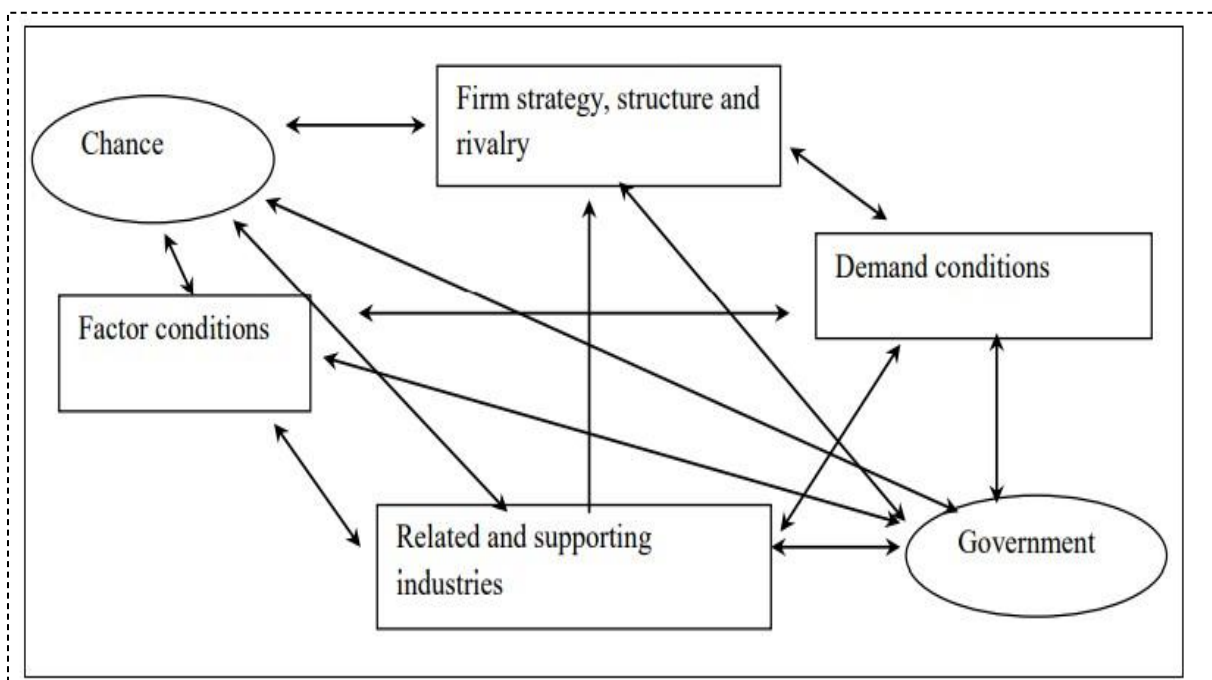 Firm strategy, structure and
rivalry
Chance
Demand conditions
Factor conditions
Related and supporting
industries
Government